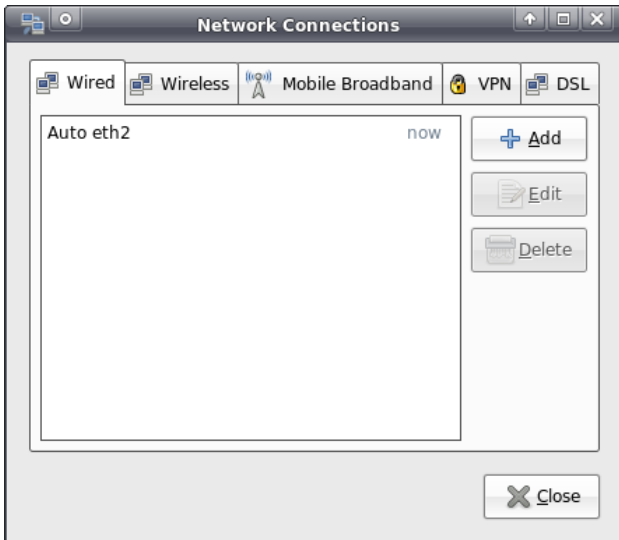 Network Connections
Wired Wireless Mobile Broadband VPN DSL
Auto eth2 now
Add
Edit
Delete
Close